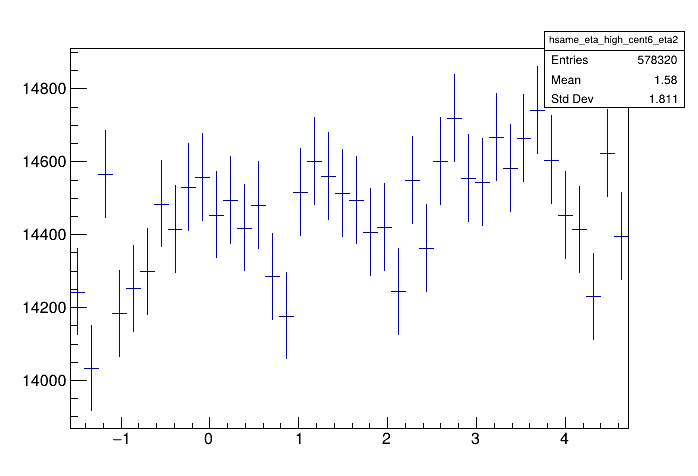 hsame_eta_high_cent6_eta2
Entries 578320
Mean 1.58
Std Dev 1.811
14800
14600
14400
14200
14000
−1 0 1 2 3 4